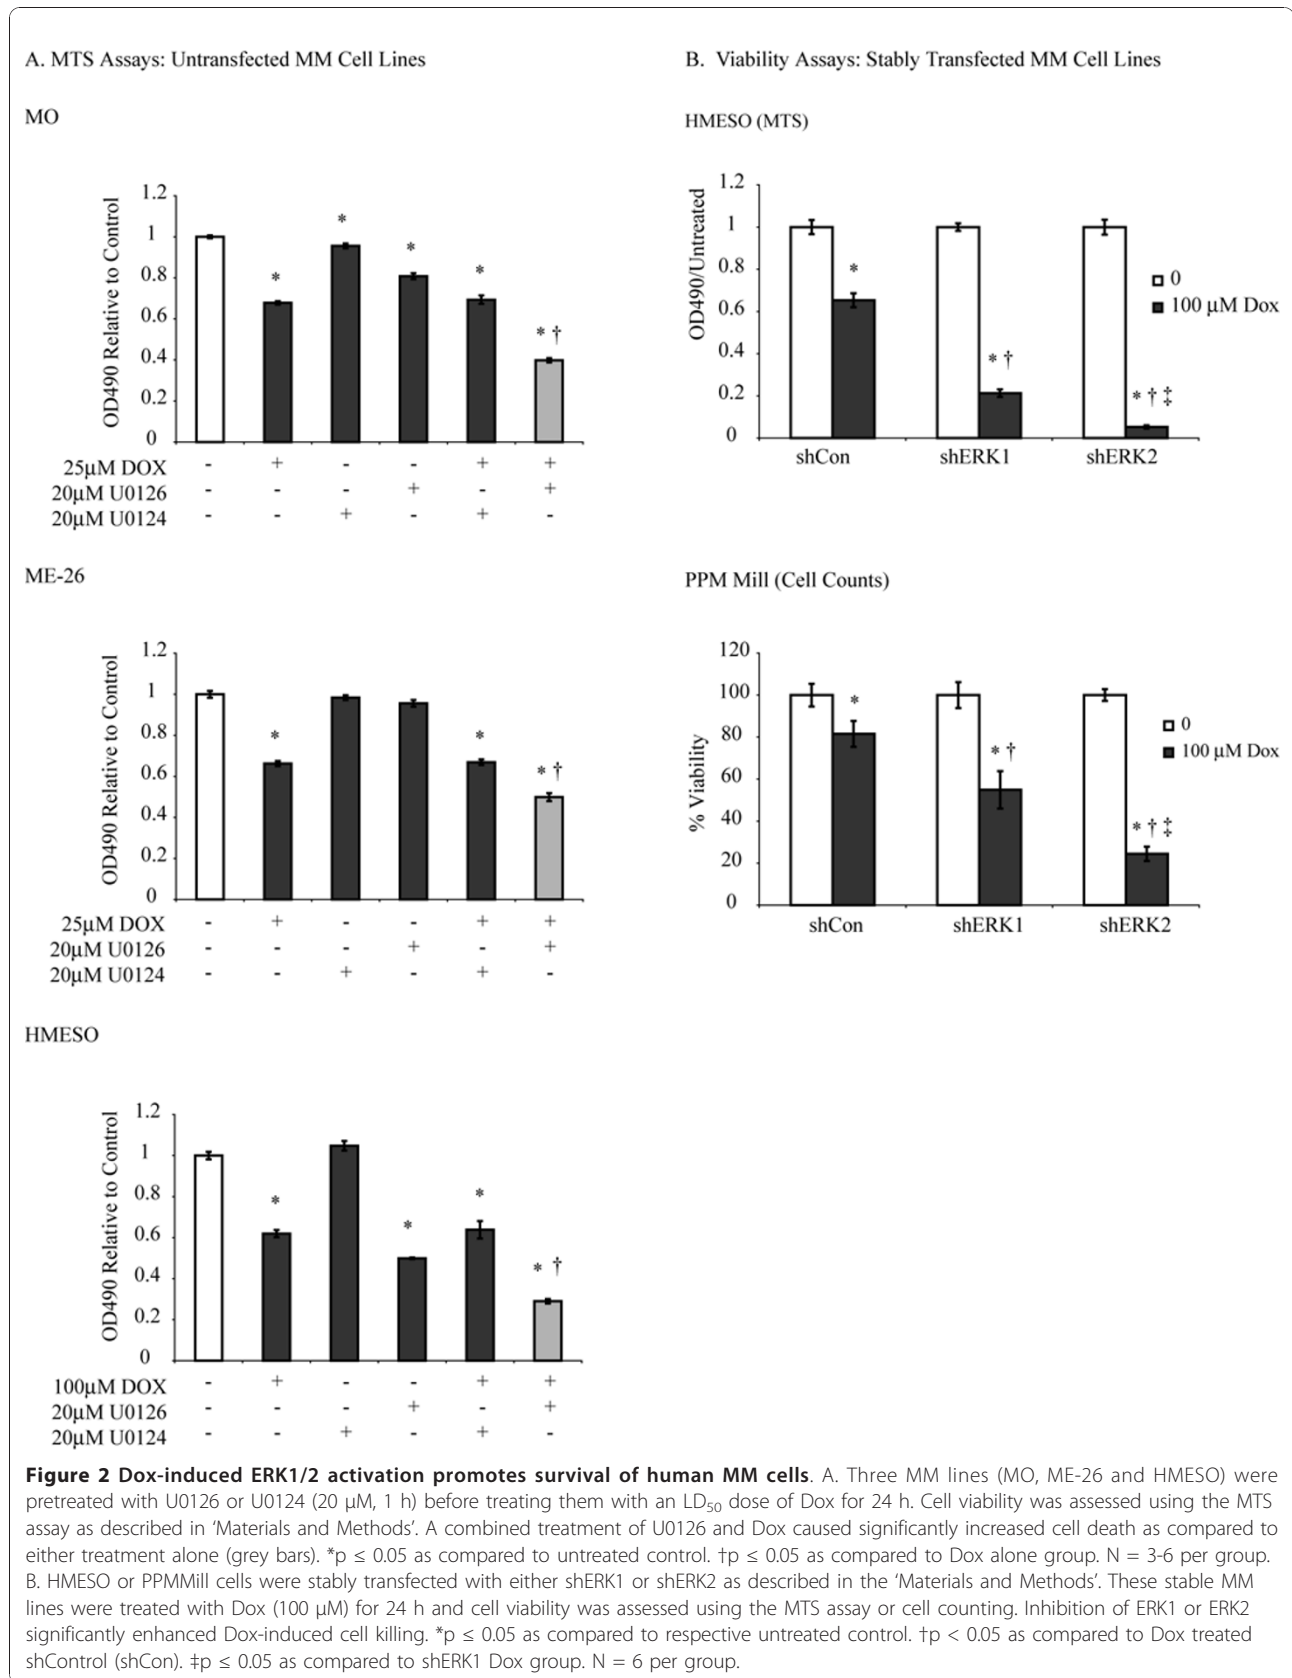 A. MTS Assays: Untransfected MM Cell Lines
MO
OD490 Relative to Control
1.2
1
0.8
0.6
0.4
0.2
0
*
*
*
*
* †
25µM DOX - + - - + +
20µM U0126 - - - + - +
20µM U0124 - - + - + -
ME-26
OD490 Relative to Control
1.2
1
0.8
0.6
0.4
0.2
0
*
*
* †
25µM DOX - + - - + +
20µM U0126 - - - + - +
20µM U0124 - - + - + -
HMESO
OD490 Relative to Control
1.2
1
0.8
0.6
0.4
0.2
0
*
*
*
* †
100µM DOX - + - - + +
20µM U0126 - - - + - +
20µM U0124 - - + - + -
B. Viability Assays: Stably Transfected MM Cell Lines
HMESO (MTS)
OD490/Untreated
1.2
1
0.8
0.6
0.4
0.2
0
*
* †
* † ‡
0
100 µM Dox
shCon shERK1 shERK2
PPM Mill (Cell Counts)
% Viability
120
100
80
60
40
20
0
*
* †
* † ‡
0
100 µM Dox
shCon shERK1 shERK2
Figure 2 Dox-induced ERK1/2 activation promotes survival of human MM cells. A. Three MM lines (MO, ME-26 and HMESO) were
pretreated with U0126 or U0124 (20 µM, 1 h) before treating them with an LD50 dose of Dox for 24 h. Cell viability was assessed using the MTS
assay as described in ‘Materials and Methods’. A combined treatment of U0126 and Dox caused significantly increased cell death as compared to
either treatment alone (grey bars). *p ≤ 0.05 as compared to untreated control. †p ≤ 0.05 as compared to Dox alone group. N = 3-6 per group.
B. HMESO or PPMMill cells were stably transfected with either shERK1 or shERK2 as described in the ‘Materials and Methods’. These stable MM
lines were treated with Dox (100 µM) for 24 h and cell viability was assessed using the MTS assay or cell counting. Inhibition of ERK1 or ERK2
significantly enhanced Dox-induced cell killing. *p ≤ 0.05 as compared to respective untreated control. †p < 0.05 as compared to Dox treated
shControl (shCon). ‡p ≤ 0.05 as compared to shERK1 Dox group. N = 6 per group.